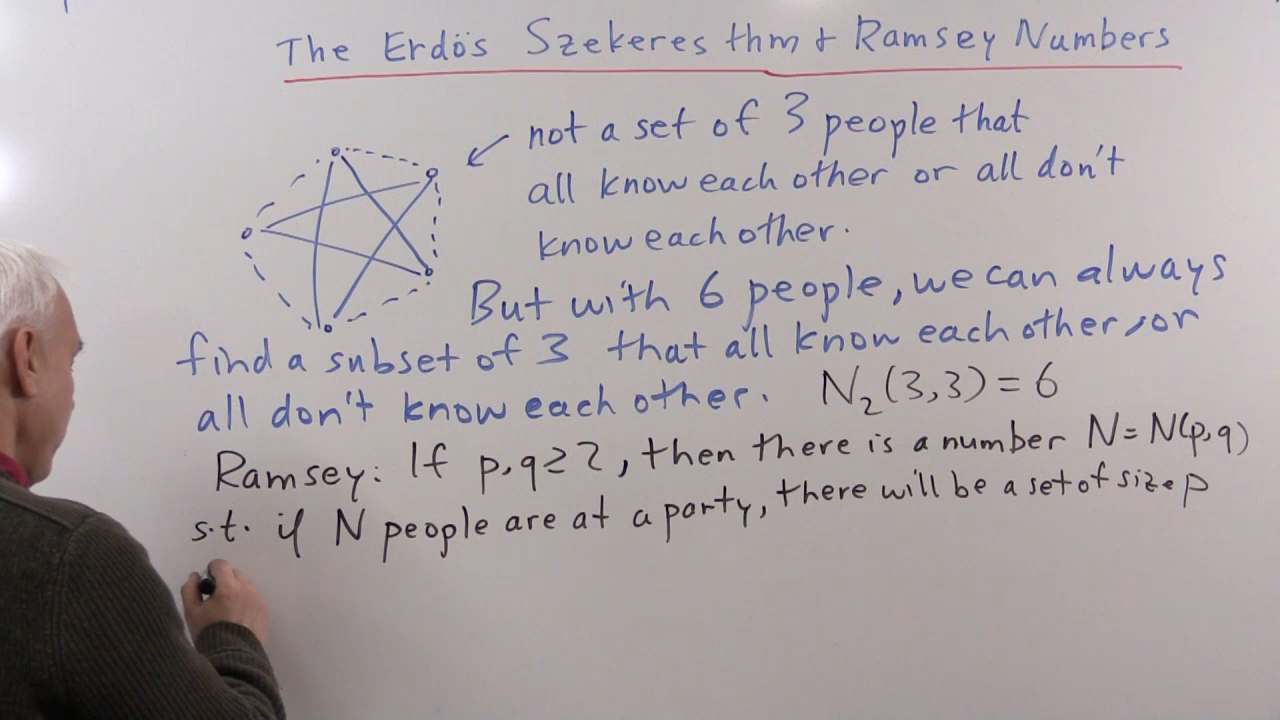 The Erdös Szekeres thm + Ramsey Numbers
not a set of 3 people that
all know each other or all don't
know each other.
But with 6 people, we can always
find a subset of 3 that all know each other, or
all don't know each other. N₂(3,3) = 6
Ramsey: If p,q ≥ 2, then there is a number N = N(p,q)
s.t. if N people are at a party, there will be a set of size p